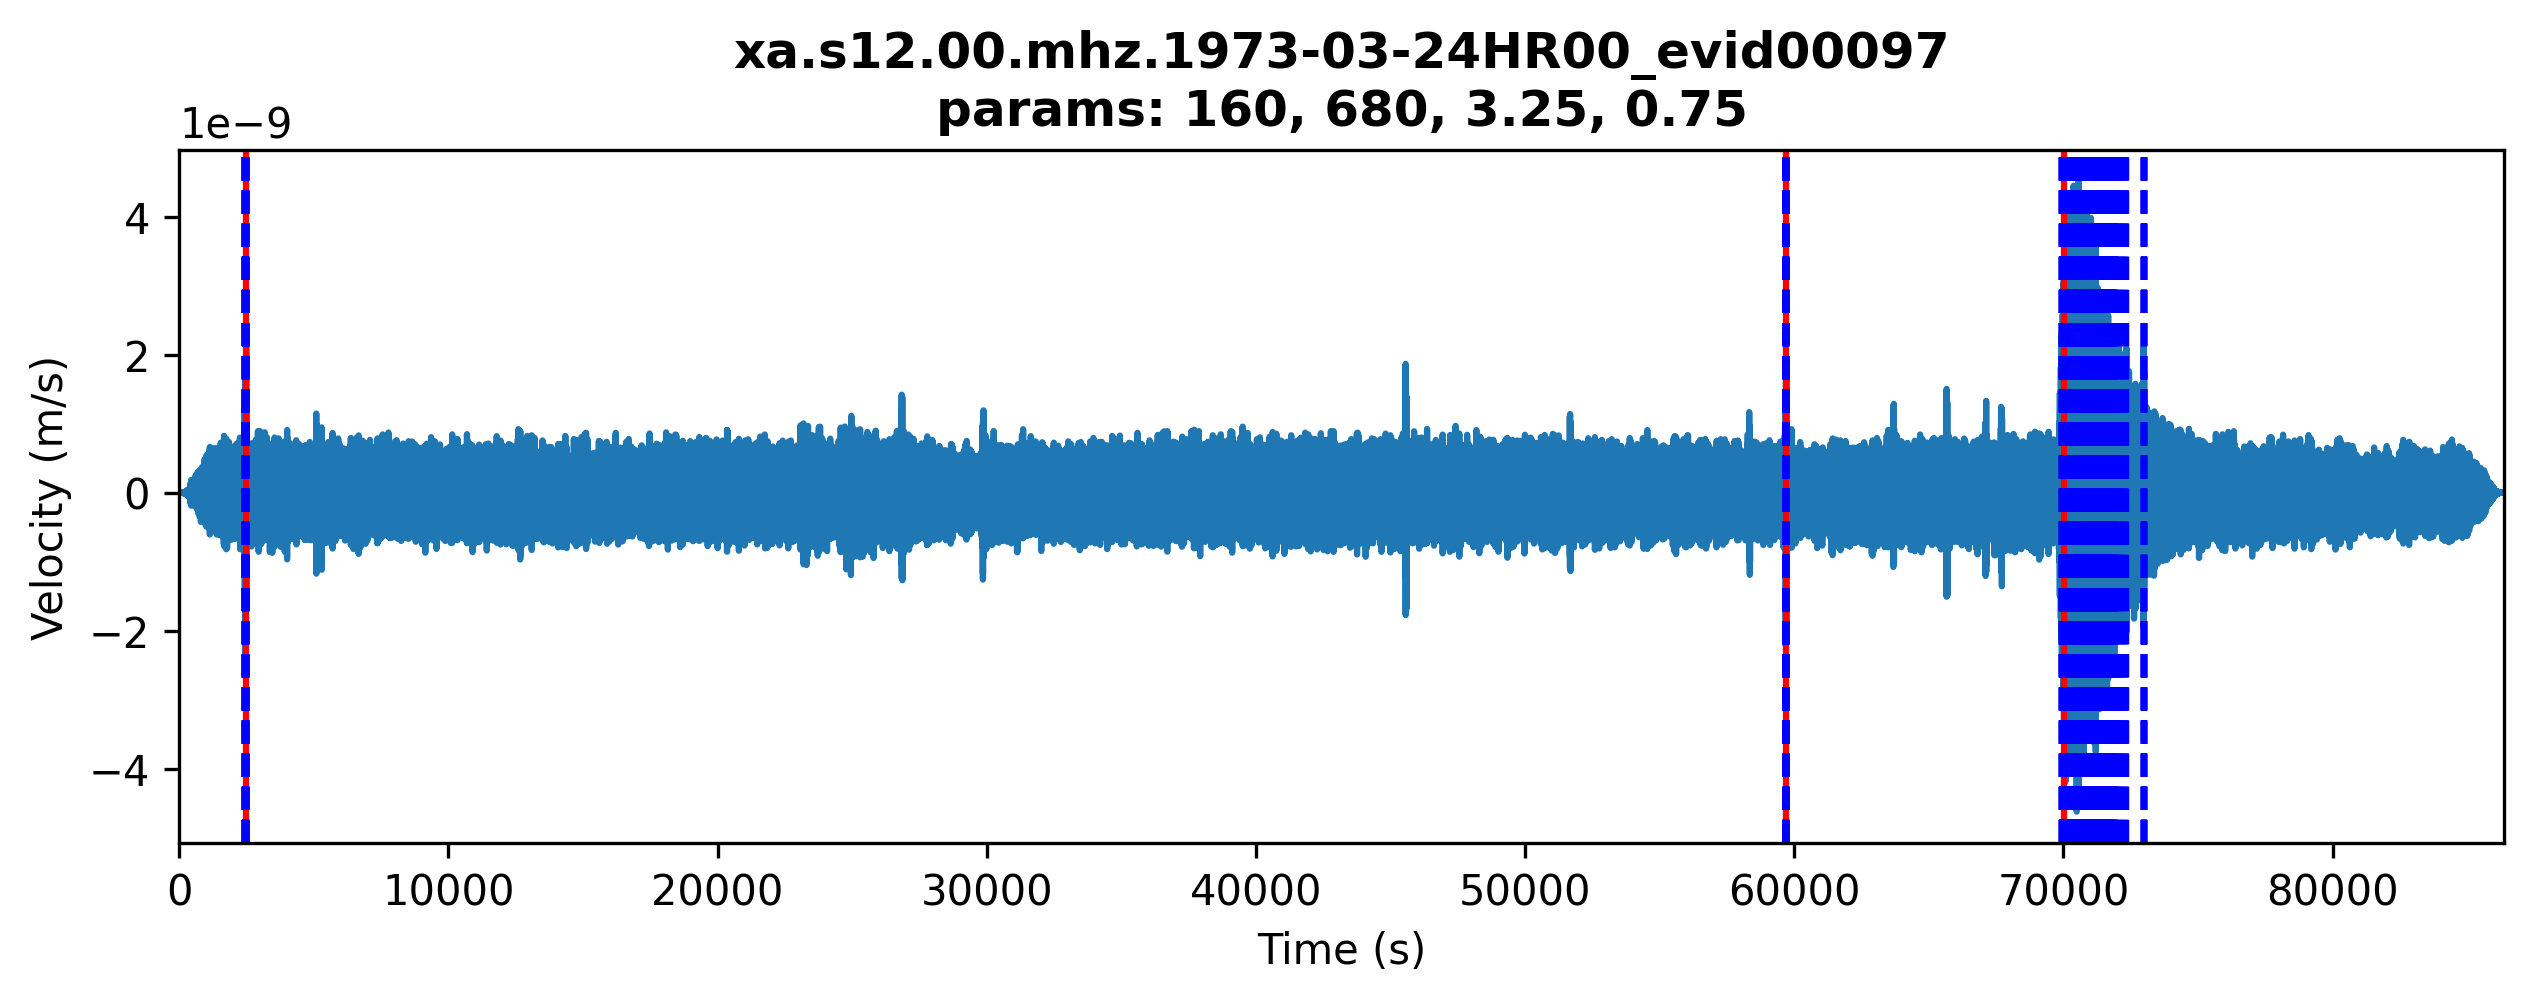 xa.s12.00.mhz.1973-03-24HR00_evid00097
params: 160, 680, 3.25, 0.75
1e−9
4
2
0
−2
−4
Velocity (m/s)
0 10000 20000 30000 40000 50000 60000 70000 80000
Time (s)